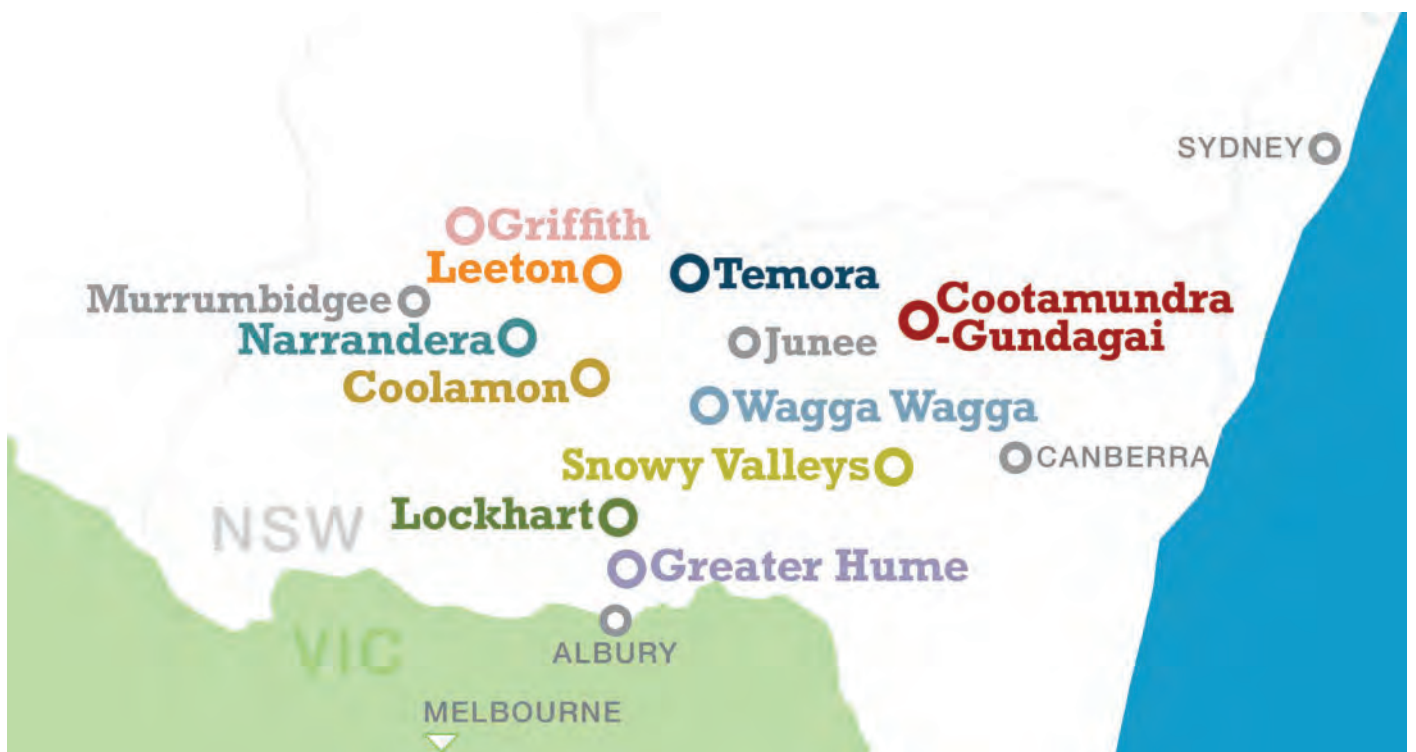 SYDNEY
Griffith
Leeton
Temora
Murrumbidgee
Cootamundra
-Gundagai
Narrandera
Junee
Coolamon
Wagga Wagga
Snowy Valleys
CANBERRA
Lockhart
NSW
Greater Hume
VIC
ALBURY
MELBOURNE